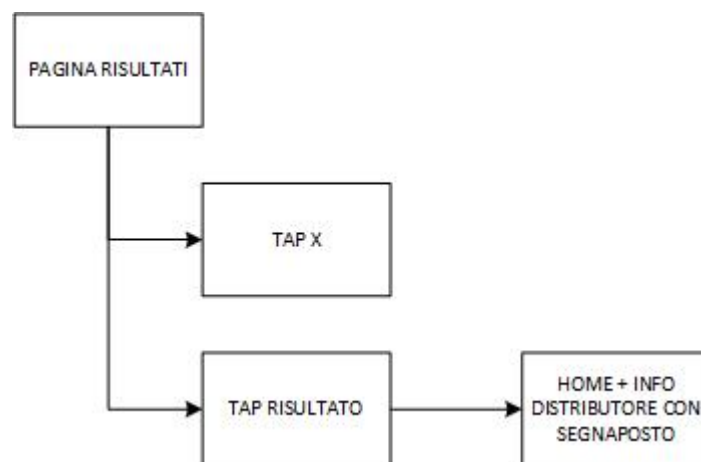 PAGINA RISULTATI
TAP X
TAP RISULTATO
HOME + INFO
DISTRIBUTORE CON
SEGNAPOSTO